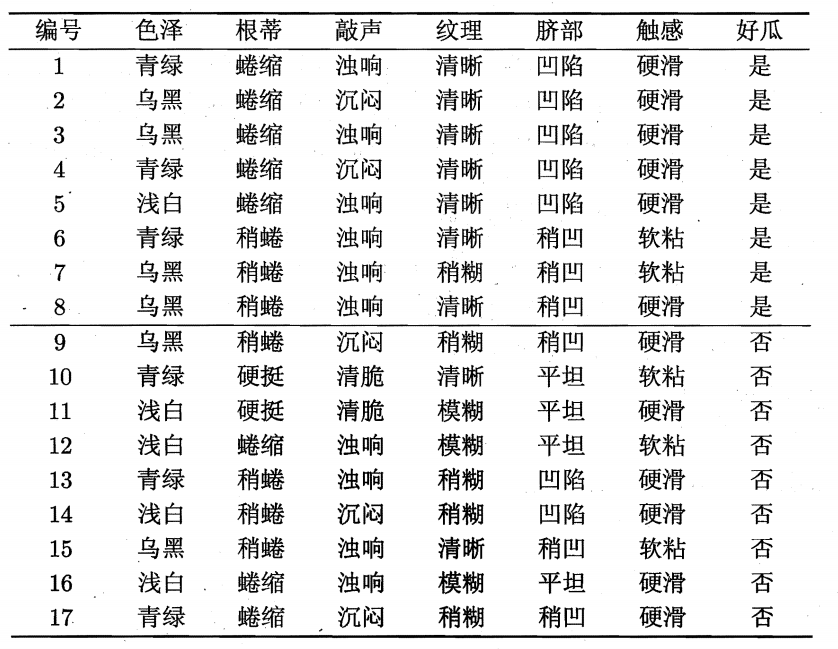 编号 色泽 根蒂 敲声 纹理 脐部 触感 好瓜
1 青绿 蜷缩 浊响 清晰 凹陷 硬滑 是
2 乌黑 蜷缩 沉闷 清晰 凹陷 硬滑 是
3 乌黑 蜷缩 浊响 清晰 凹陷 硬滑 是
4 青绿 蜷缩 沉闷 清晰 凹陷 硬滑 是
5 浅白 蜷缩 浊响 清晰 凹陷 硬滑 是
6 青绿 稍蜷 浊响 清晰 稍凹 软粘 是
7 乌黑 稍蜷 浊响 稍糊 稍凹 软粘 是
8 乌黑 稍蜷 浊响 清晰 稍凹 硬滑 是
9 乌黑 稍蜷 沉闷 稍糊 稍凹 硬滑 否
10 青绿 硬挺 清脆 清晰 平坦 软粘 否
11 浅白 硬挺 清脆 模糊 平坦 硬滑 否
12 浅白 蜷缩 浊响 模糊 平坦 软粘 否
13 青绿 稍蜷 浊响 稍糊 凹陷 硬滑 否
14 浅白 稍蜷 沉闷 稍糊 凹陷 硬滑 否
15 乌黑 稍蜷 浊响 清晰 稍凹 软粘 否
16 浅白 蜷缩 浊响 模糊 平坦 硬滑 否
17 青绿 蜷缩 沉闷 稍糊 稍凹 硬滑 否